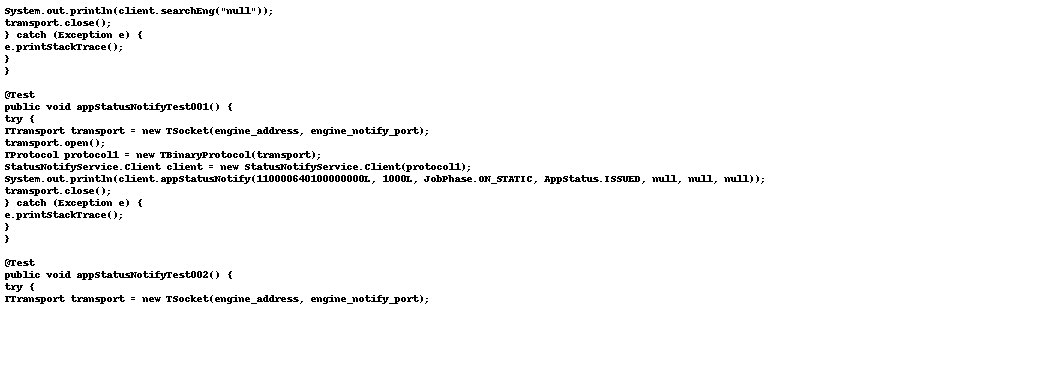 System.out.println(client.searchEng("null"));
transport.close();
} catch (Exception e) {
e.printStackTrace();
}
}

@Test
public void appStatusNotifyTest001() {
try {
TTransport transport = new TSocket(engine_address, engine_notify_port);
transport.open();
TProtocol protocol1 = new TBinaryProtocol(transport);
StatusNotifyService.Client client = new StatusNotifyService.Client(protocol1);
System.out.println(client.appStatusNotify(110000640100000000L, 1000L, JobPhase.ON_STATIC, AppStatus.ISSUED, null, null, null));
transport.close();
} catch (Exception e) {
e.printStackTrace();
}
}

@Test
public void appStatusNotifyTest002() {
try {
TTransport transport = new TSocket(engine_address, engine_notify_port);